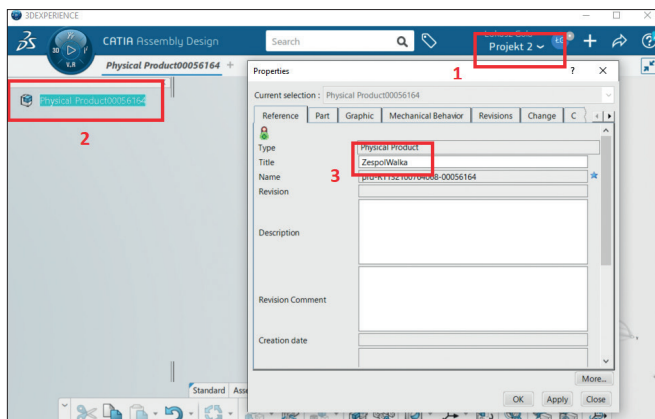 3DEXPERIENCE
3D
V.R
CATIA Assembly Design
Search
Projekt 2
1
Physical Product00056164
Physical Product00056164
2
Properties
?
Current selection : Physical Product00056164
Reference Part Graphic Mechanical Behavior Revisions Change C
Type Physical Product
Title ZespolWalka
3
Name
Revision
Description
Revision Comment
Creation date
More...
OK Apply Close
Standard Asse